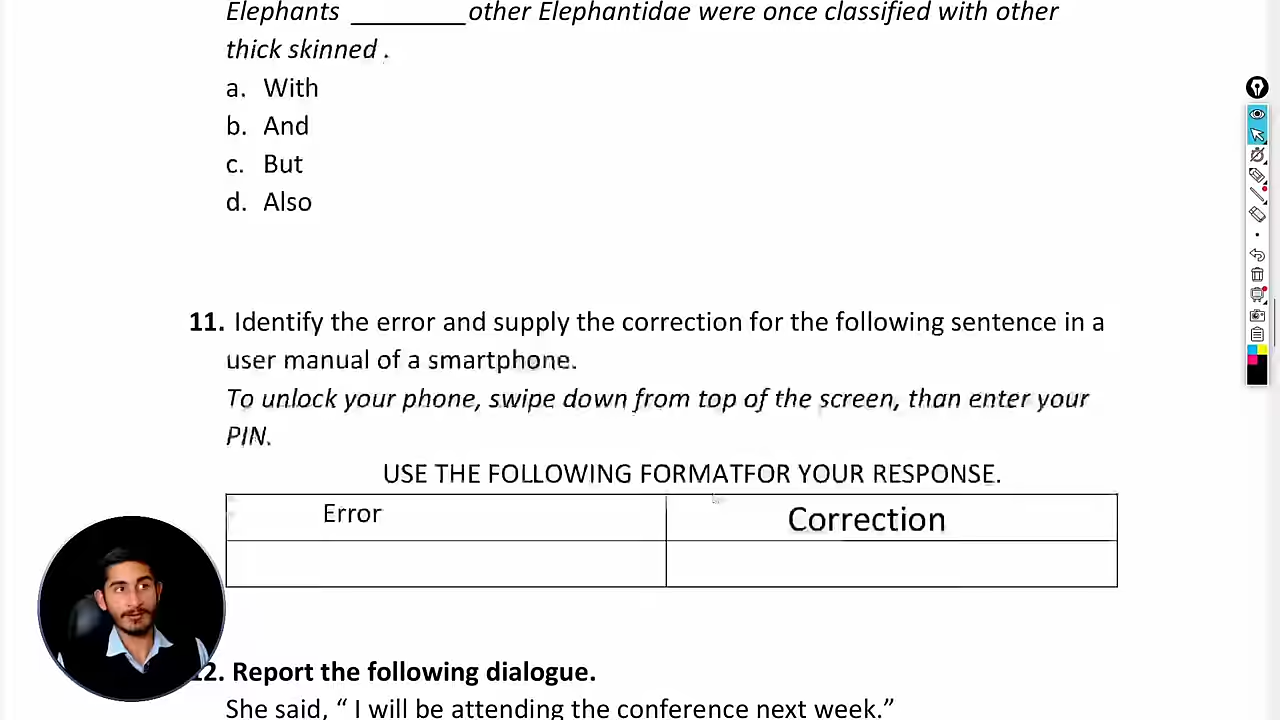 Elephants _________ other Elephantidae were once classified with other
thick skinned .
a. With
b. And
c. But
d. Also
11. Identify the error and supply the correction for the following sentence in a
user manual of a smartphone.
To unlock your phone, swipe down from top of the screen, than enter your
PIN.
USE THE FOLLOWING FORMATFOR YOUR RESPONSE.
Error Correction
12. Report the following dialogue.
She said, “ I will be attending the conference next week.”